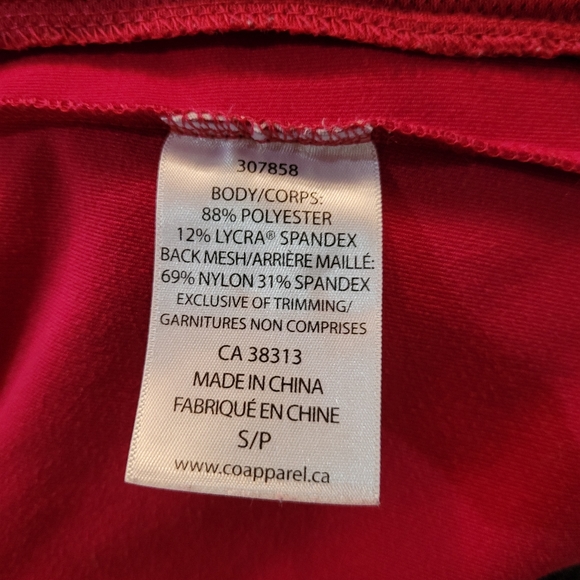 307858
BODY/CORPS:
88% POLYESTER
12% LYCRA® SPANDEX
BACK MESH/ARRIÈRE MAILLÉ:
69% NYLON 31% SPANDEX
EXCLUSIVE OF TRIMMING/
GARNITURES NON COMPRISES
CA 38313
MADE IN CHINA
FABRIQUÉ EN CHINE
S/P
www.coapparel.ca